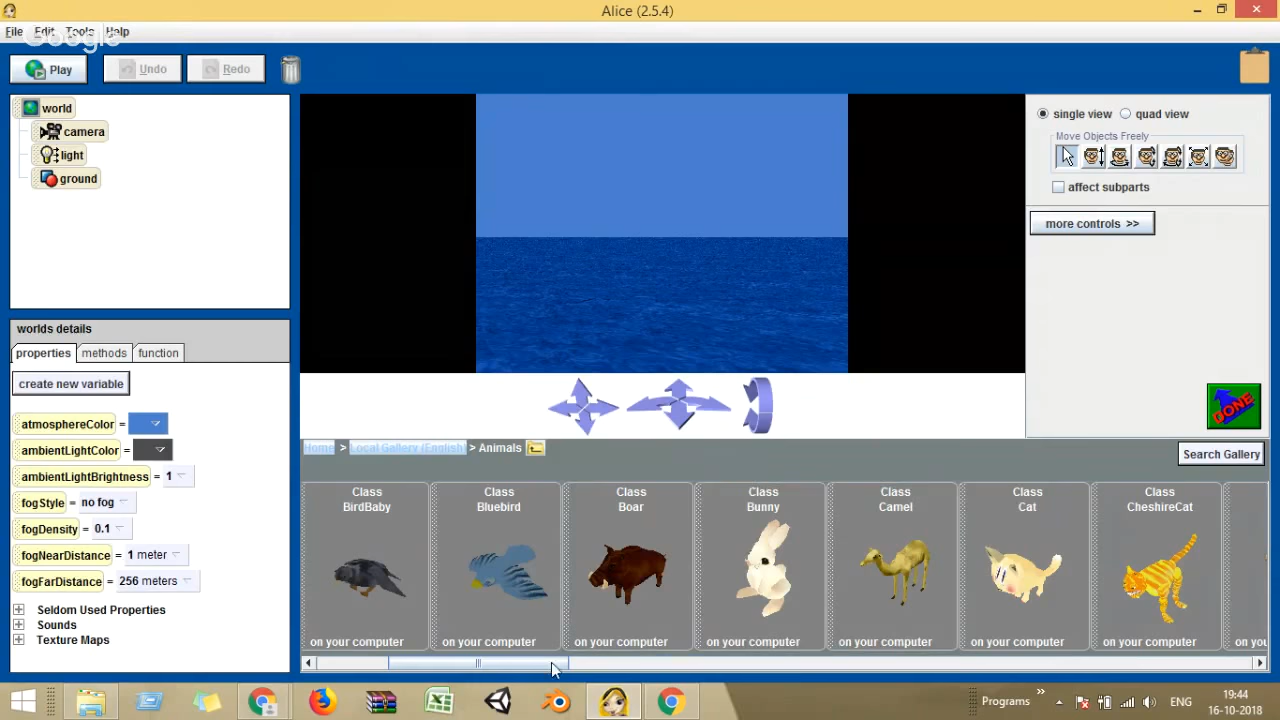 Alice (2.5.4)
File Edit Tools Help
Google
Play Undo Redo
world
camera
light
ground
single view quad view
Move Objects Freely
affect subparts
more controls >>
DONE
worlds details
properties methods function
create new variable
atmosphereColor =
ambientLightColor =
ambientLightBrightness = 1
fogStyle = no fog
fogDensity = 0.1
fogNearDistance = 1 meter
fogFarDistance = 256 meters
Seldom Used Properties
Sounds
Texture Maps
Home > Local Gallery (English) > Animals
Search Gallery
Class BirdBaby
Class Bluebird
Class Boar
Class Bunny
Class Camel
Class Cat
Class CheshireCat
on your computer on your computer on your computer on your computer on your computer on your computer on your computer on you
Programs » ENG 19:44
16-10-2018